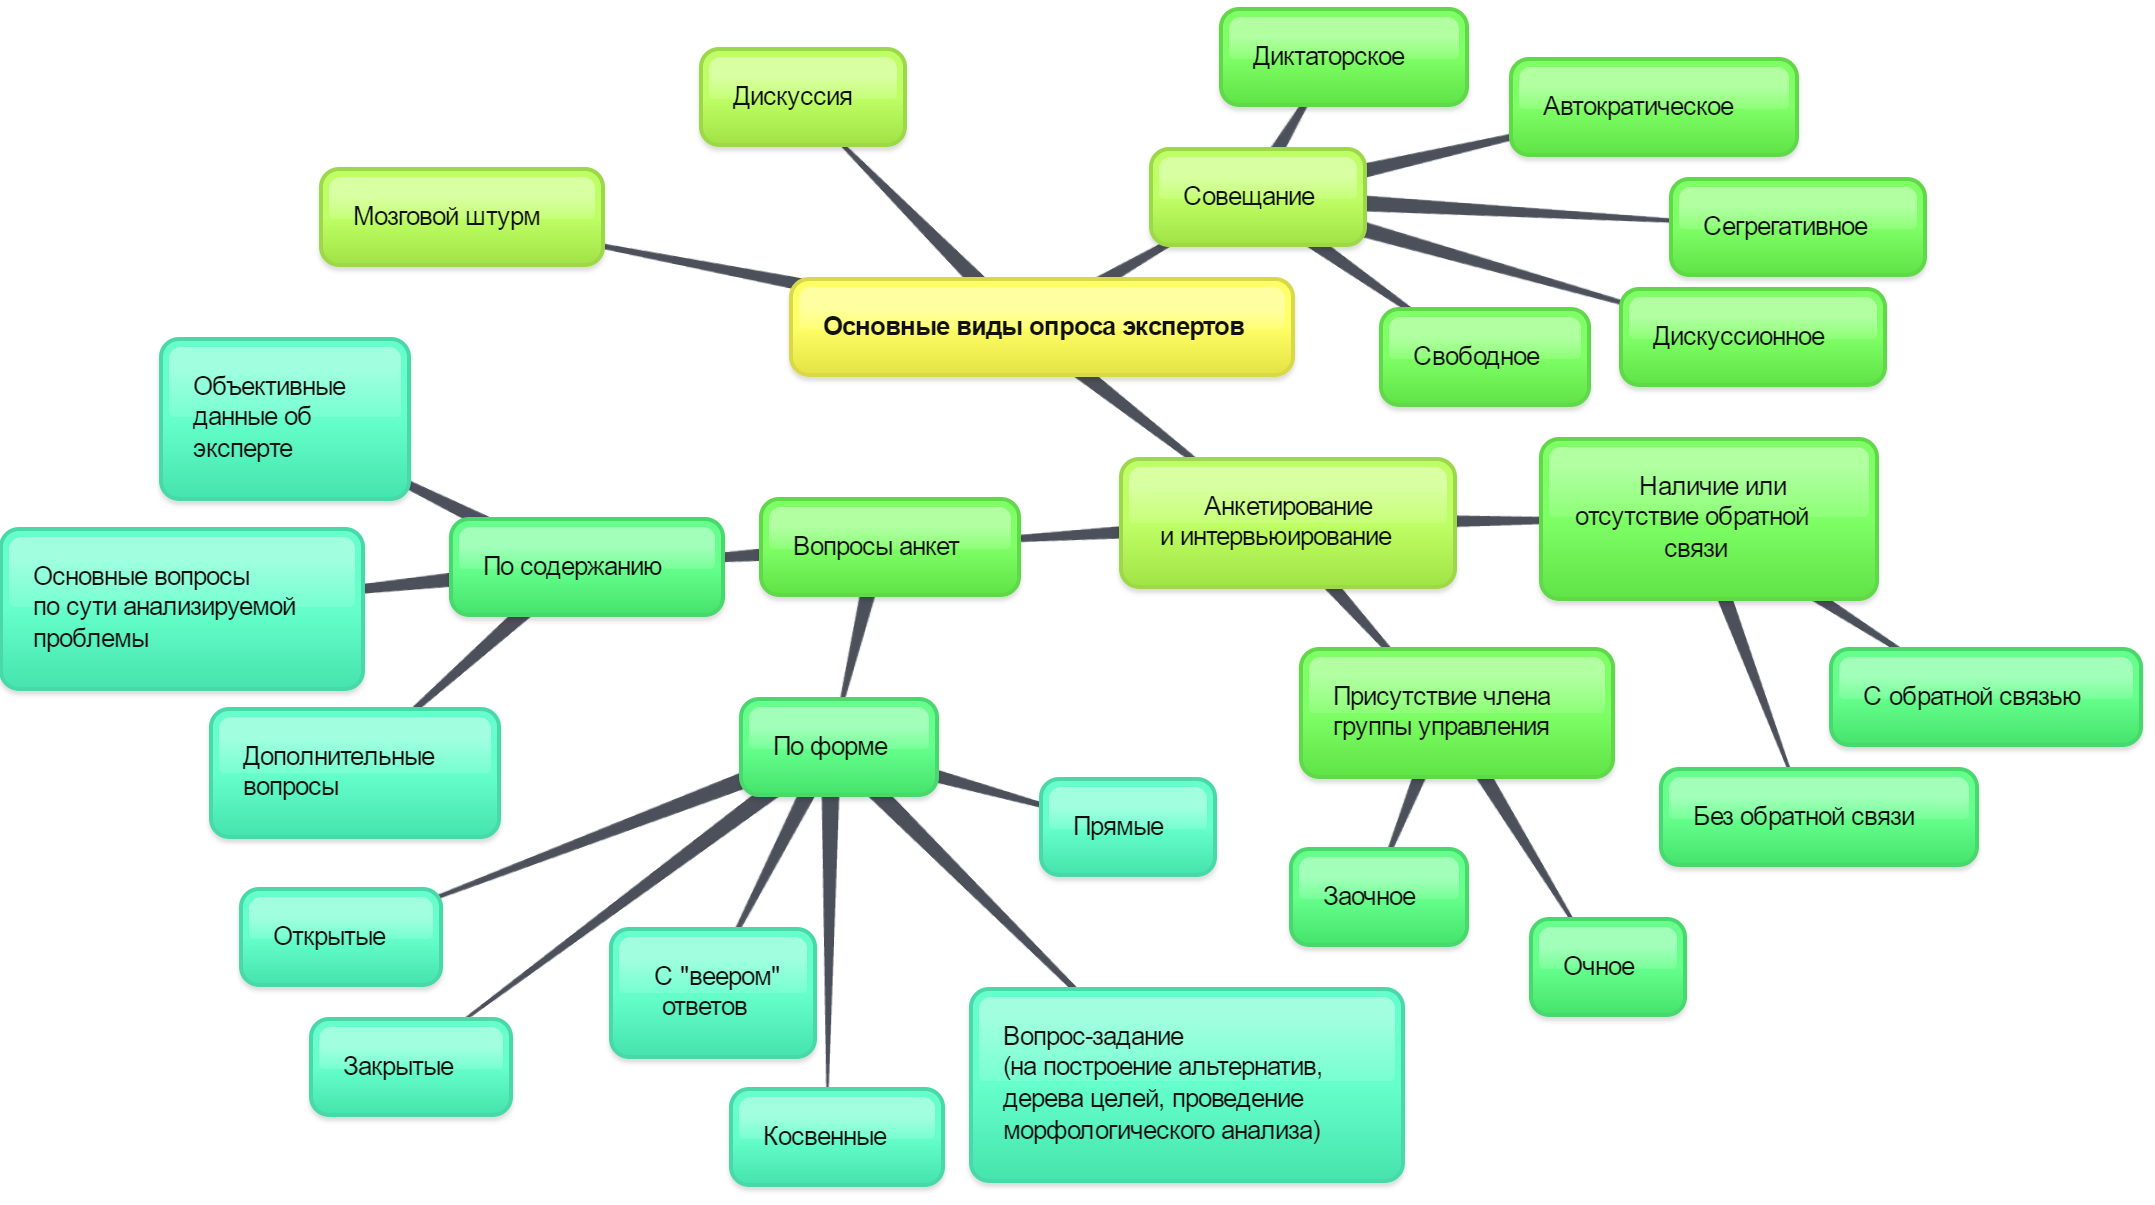 Диктаторское
Дискуссия
Автократическое
Совещание
Мозговой штурм
Сегрегативное
Основные виды опроса экспертов
Дискуссионное
Свободное
Объективные
данные об
эксперте
Анкетирование
и интервьюирование
Наличие или
отсутствие обратной
связи
Вопросы анкет
По содержанию
Основные вопросы
по сути анализируемой
проблемы
Присутствие члена
группы управления
С обратной связью
Дополнительные
вопросы
По форме
Прямые
Без обратной связи
Заочное
Открытые
Очное
С "веером"
ответов
Закрытые
Вопрос-задание
(на построение альтернатив,
дерева целей, проведение
морфологического анализа)
Косвенные